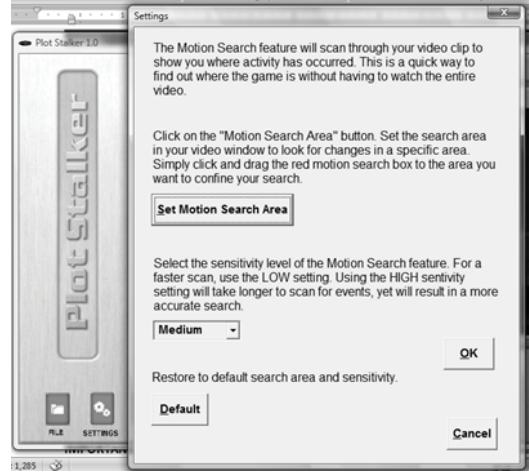 Settings
Plot Stalker 1.0
Plot Stalker
FILE
SETTINGS
The Motion Search feature will scan through your video clip to
show you where activity has occurred. This is a quick way to
find out where the game is without having to watch the entire
video.
Click on the "Motion Search Area" button. Set the search area
in your video window to look for changes in a specific area.
Simply click and drag the red motion search box to the area you
want to confine your search.
Set Motion Search Area
Select the sensitivity level of the Motion Search feature. For a
faster scan, use the LOW setting. Using the HIGH sentivity
setting will take longer to scan for events, yet will result in a more
accurate search.
Medium
OK
Restore to default search area and sensitivity.
Default
Cancel
1,285